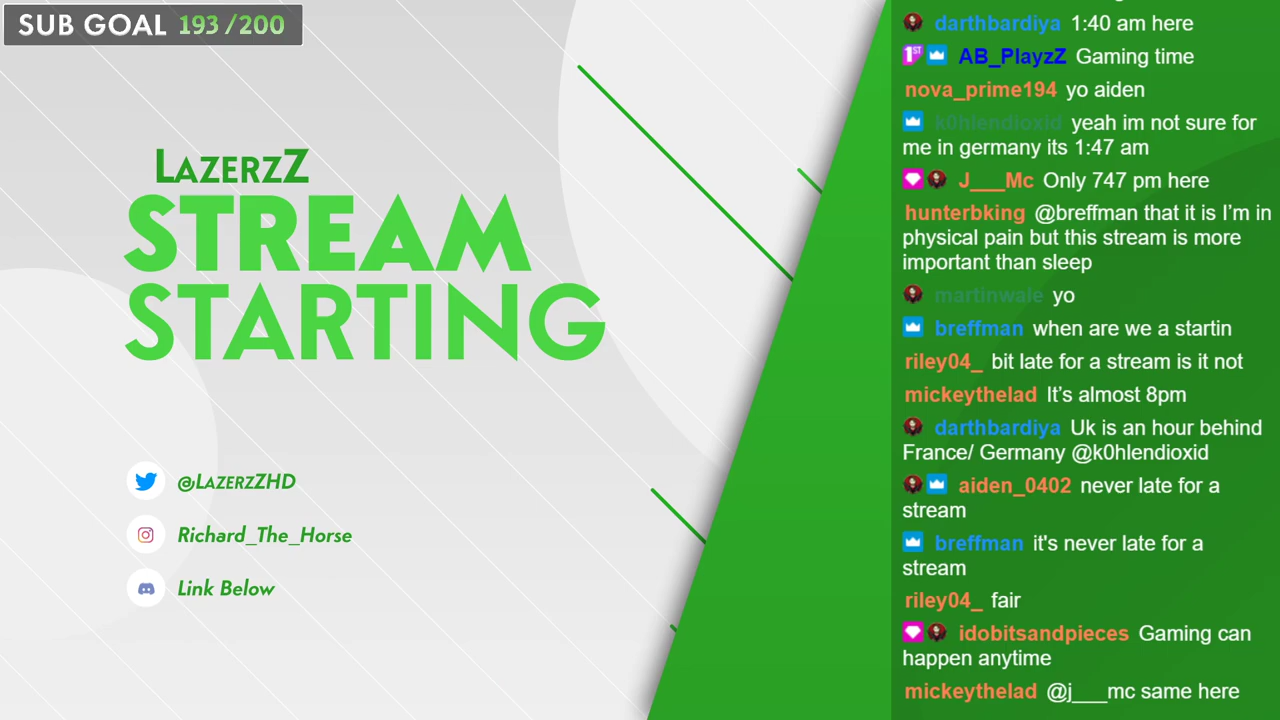 SUB GOAL 193/200
LAZERZZ
STREAM
STARTING
@LAZERZZHD
Richard_The_Horse
Link Below
darthbardiya 1:40 am here
1ST AB_PlayzZ Gaming time
nova_prime194 yo aiden
k0hlendioxid yeah im not sure for
me in germany its 1:47 am
J___Mc Only 747 pm here
hunterbking @breffman that it is I'm in
physical pain but this stream is more
important than sleep
martinwale yo
breffman when are we a startin
riley04_ bit late for a stream is it not
mickeythelad It's almost 8pm
darthbardiya Uk is an hour behind
France/ Germany @k0hlendioxid
aiden_0402 never late for a
stream
breffman it's never late for a
stream
riley04_ fair
idobitsandpieces Gaming can
happen anytime
mickeythelad @j___mc same here